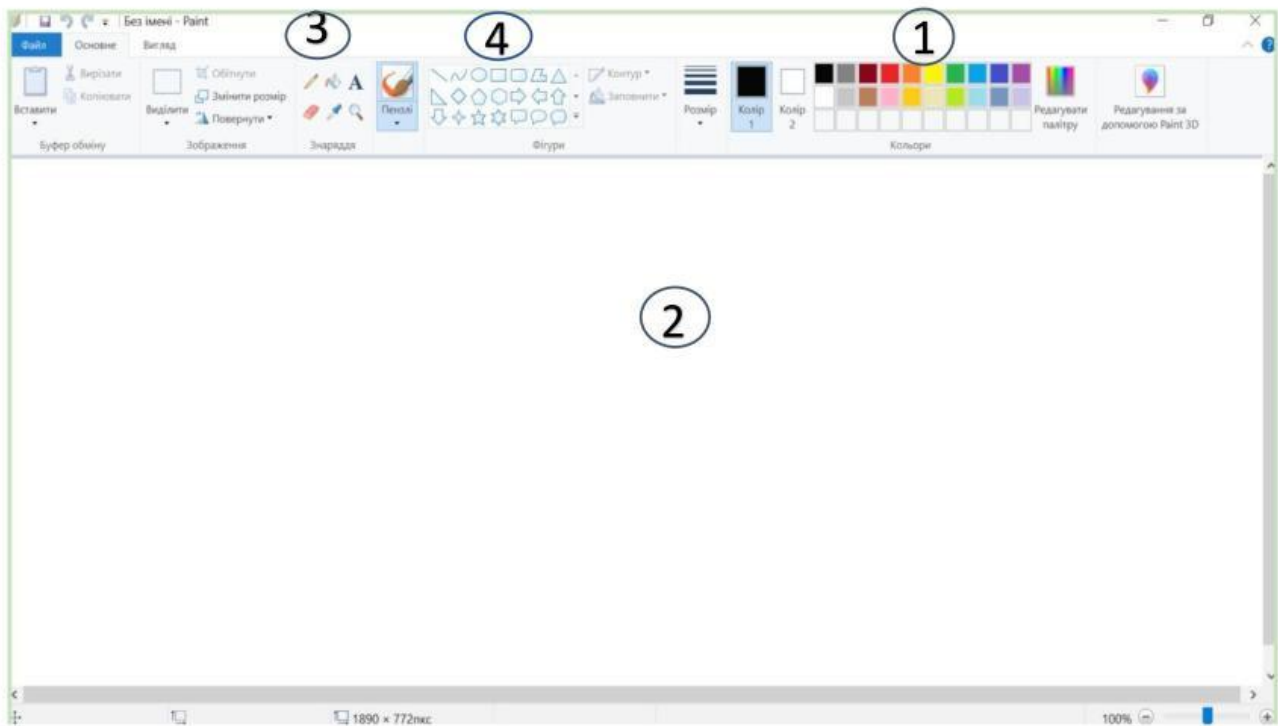 Без імені - Paint
3
4
1
Файл Основне Вигляд
Вставити
Вирізати
Копіювати
Буфер обміну
Виділити
Обітнути
Змінити розмір
Повернути
Зображення
A
Знаряддя
Пензлі
Контур
Заповнити
Фігури
Розмір
Колір
1
Колір
2
Кольори
Редагувати
палітру
Редагування за
допомогою Paint 3D
2
1890 × 772пкс
100%